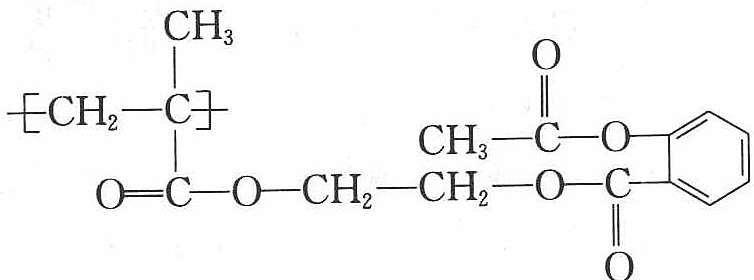 CH₃
O
[CH₂—C]
CH₃—C—O
O=C—O—CH₂—CH₂—O—C
O